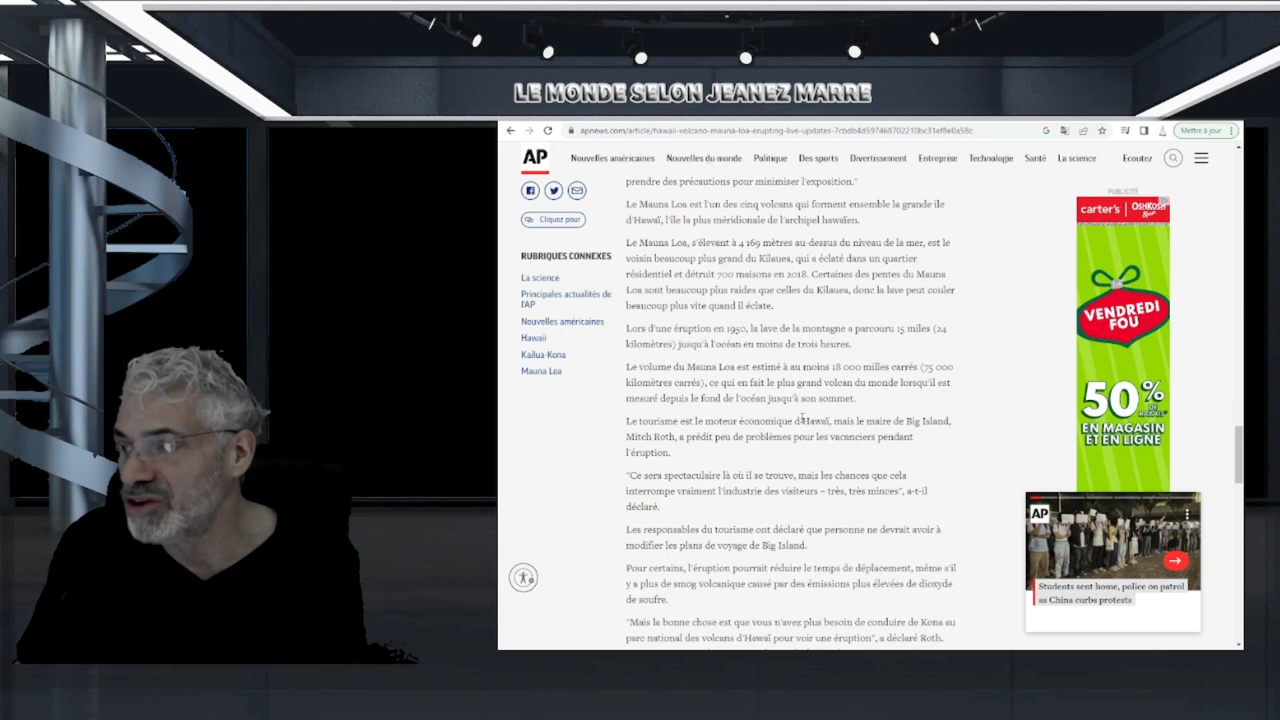 LE MONDE SELON JEANEZ MARRE
apnews.com/article/hawaii-volcano-mauna-loa-erupting-live-updates-7cbdb4d597468702210bc31ef8e0a58c
Mettre à jour
AP
Nouvelles américaines
Nouvelles du monde
Politique
Des sports
Divertissement
Entreprise
Technologie
Santé
La science
Ecoutez
Cliquez pour
RUBRIQUES CONNEXES
La science
Principales actualités de
l'AP
Nouvelles américaines
Hawaii
Kailua-Kona
Mauna Loa
prendre des précautions pour minimiser l'exposition."
Le Mauna Loa est l'un des cinq volcans qui forment ensemble la grande île
d'Hawaï, l'île la plus méridionale de l'archipel hawaïen.
Le Mauna Loa, s'élevant à 4 169 mètres au-dessus du niveau de la mer, est le
voisin beaucoup plus grand du Kilauea, qui a éclaté dans un quartier
résidentiel et détruit 700 maisons en 2018. Certaines des pentes du Mauna
Loa sont beaucoup plus raides que celles du Kilauea, donc la lave peut couler
beaucoup plus vite quand il éclate.
Lors d'une éruption en 1950, la lave de la montagne a parcouru 15 miles (24
kilomètres) jusqu'à l'océan en moins de trois heures.
Le volume du Mauna Loa est estimé à au moins 18 000 milles carrés (75 000
kilomètres carrés), ce qui en fait le plus grand volcan du monde lorsqu'il est
mesuré depuis le fond de l'océan jusqu'à son sommet.
Le tourisme est le moteur économique d'Hawaï, mais le maire de Big Island,
Mitch Roth, a prédit peu de problèmes pour les vacanciers pendant
l'éruption.
"Ce sera spectaculaire là où il se trouve, mais les chances que cela
interrompe vraiment l'industrie des visiteurs – très, très minces", a-t-il
déclaré.
Les responsables du tourisme ont déclaré que personne ne devrait avoir à
modifier les plans de voyage de Big Island.
Pour certains, l'éruption pourrait réduire le temps de déplacement, même s'il
y a plus de smog volcanique causé par des émissions plus élevées de dioxyde
de soufre.
"Mais la bonne chose est que vous n'avez plus besoin de conduire de Kona au
parc national des volcans d'Hawaï pour voir une éruption", a déclaré Roth.
PUBLICITÉ
carter's | OSHKOSH
VENDREDI
FOU
50%
DE
RABAIS*
EN MAGASIN
ET EN LIGNE
AP
Students sent home, police on patrol
as China curbs protests